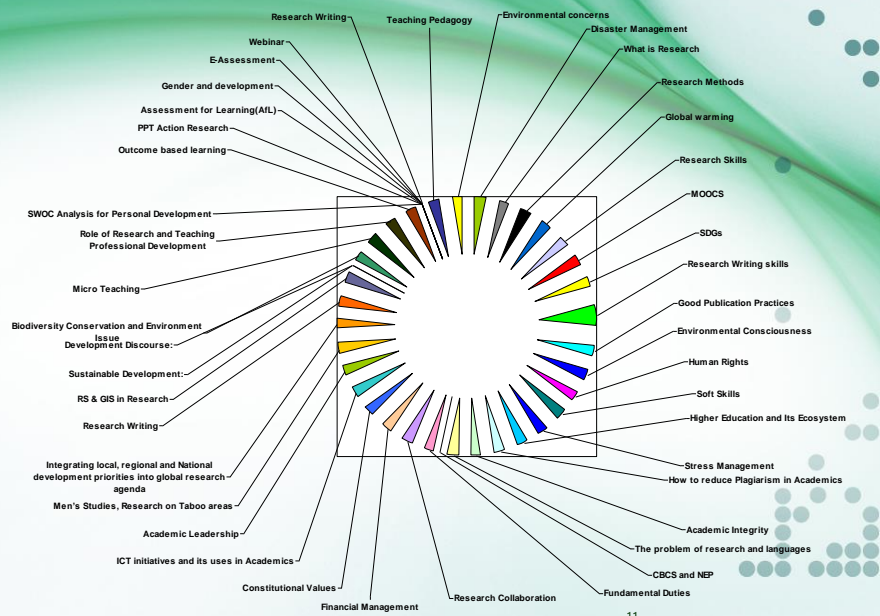 Research Writing
Teaching Pedagogy
Environmental concerns
Disaster Management
Webinar
What is Research
E-Assessment
Research Methods
Gender and development
Assessment for Learning(AfL)
Global warming
PPT Action Research
Outcome based learning
Research Skills
MOOCS
SWOC Analysis for Personal Development
Role of Research and Teaching
Professional Development
SDGs
Research Writing skills
Micro Teaching
Good Publication Practices
Biodiversity Conservation and Environment
Issue
Environmental Consciousness
Development Discourse:
Human Rights
Sustainable Development:
Soft Skills
RS & GIS in Research
Higher Education and Its Ecosystem
Research Writing
Stress Management
Integrating local, regional and National
development priorities into global research
agenda
How to reduce Plagiarism in Academics
Men's Studies, Research on Taboo areas
Academic Leadership
Academic Integrity
The problem of research and languages
ICT initiatives and its uses in Academics
CBCS and NEP
Constitutional Values
Fundamental Duties
Research Collaboration
Financial Management
11